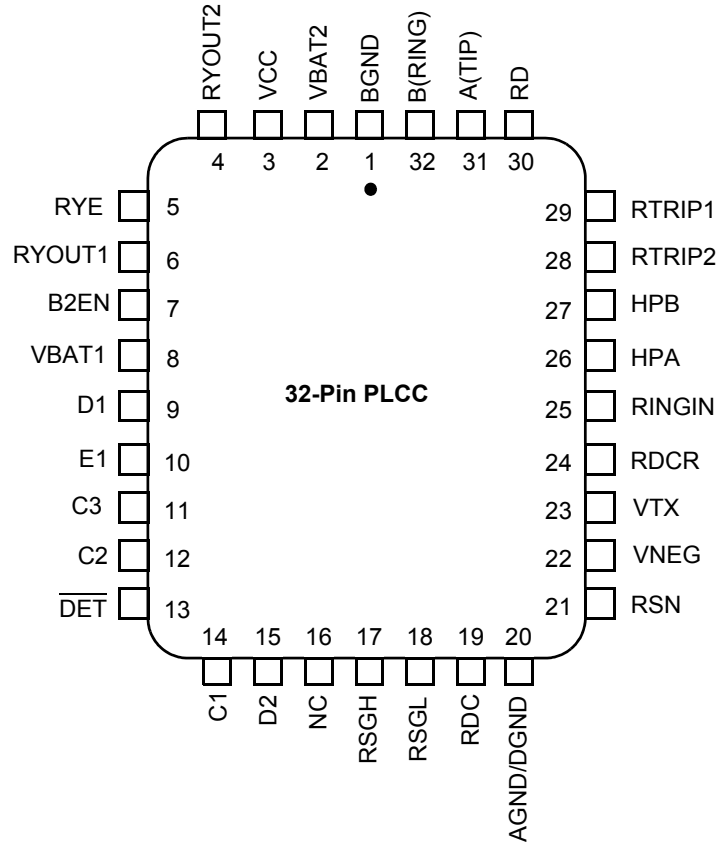 RYOUT2
VCC
VBAT2
BGND
B(RING)
A(TIP)
RD
4 3 2 1 32 31 30
RYE 5 29 RTRIP1
RYOUT1 6 28 RTRIP2
B2EN 7 27 HPB
VBAT1 8 26 HPA
32-Pin PLCC
D1 9 25 RINGIN
E1 10 24 RDCR
C3 11 23 VTX
C2 12 22 VNEG
DET 13 21 RSN
14 15 16 17 18 19 20
C1
D2
NC
RSGH
RSGL
RDC
AGND/DGND